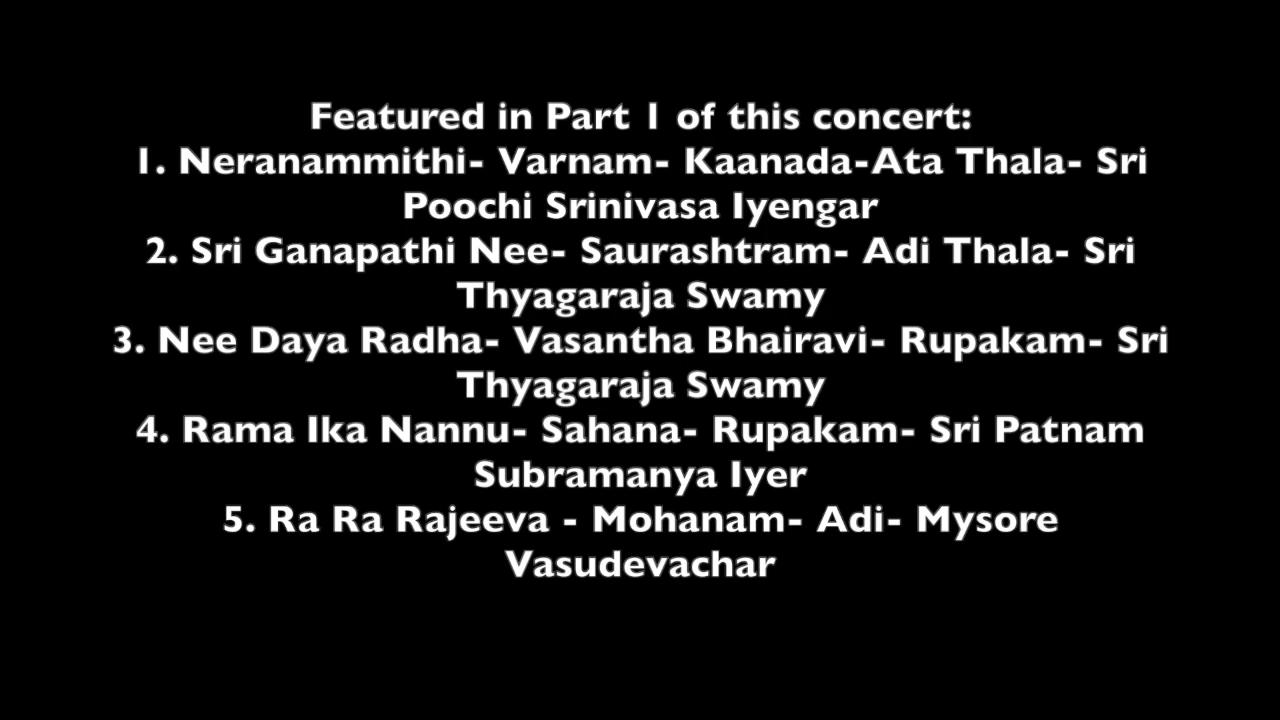 Featured in Part 1 of this concert:
1. Neranammithi- Varnam- Kaanada-Ata Thala- Sri
Poochi Srinivasa Iyengar
2. Sri Ganapathi Nee- Saurashtram- Adi Thala- Sri
Thyagaraja Swamy
3. Nee Daya Radha- Vasantha Bhairavi- Rupakam- Sri
Thyagaraja Swamy
4. Rama Ika Nannu- Sahana- Rupakam- Sri Patnam
Subramanya Iyer
5. Ra Ra Rajeeva - Mohanam- Adi- Mysore
Vasudevachar